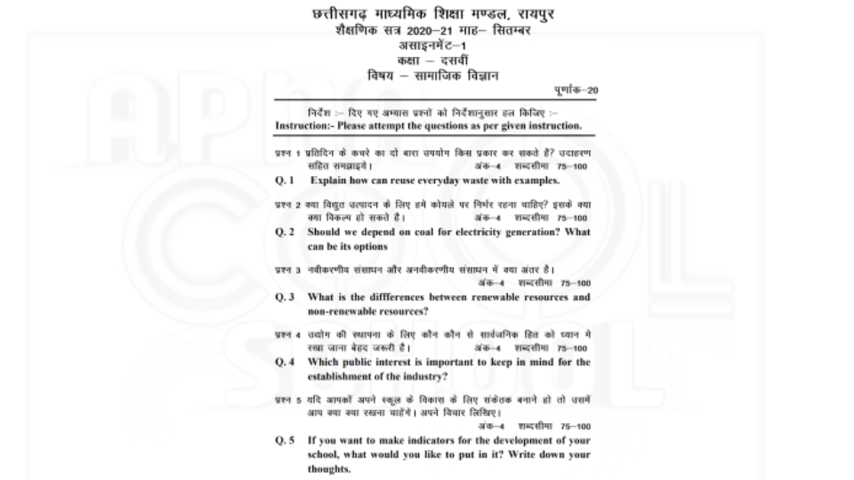 छत्तीसगढ़ माध्यमिक शिक्षा मण्डल, रायपुर
शैक्षणिक सत्र 2020–21 माह– सितम्बर
असाइनमेंट–1
कक्षा – दसवीं
विषय – सामाजिक विज्ञान
पूर्णांक–20
निर्देश :– दिए गए अभ्यास प्रश्नों को निर्देशानुसार हल किजिए :–
Instruction:- Please attempt the questions as per given instruction.
प्रश्न 1 प्रतिदिन के कचरे का दो बारा उपयोग किस प्रकार कर सकते है? उदाहरण
सहित समझाइये। अंक–4 शब्दसीमा 75–100
Q. 1 Explain how can reuse everyday waste with examples.
प्रश्न 2 क्या विद्युत उत्पादन के लिए हमे कोयले पर निर्भर रहना चाहिए? इसके क्या
क्या विकल्प हो सकते है। अंक–4 शब्दसीमा 75–100
Q. 2 Should we depend on coal for electricity generation? What
can be its options
प्रश्न 3 नवीकरणीय संसाधन और अनवीकरणीय संसाधन में क्या अंतर है।
अंक–4 शब्दसीमा 75–100
Q. 3 What is the diffferences between renewable resources and
non-renewable resources?
प्रश्न 4 उद्योग की स्थापना के लिए कौन कौन से सार्वजनिक हित को ध्यान मे
रखा जाना बेहद जरूरी है। अंक–4 शब्दसीमा 75–100
Q. 4 Which public interest is important to keep in mind for the
establishment of the industry?
प्रश्न 5 यदि आपकों अपने स्कूल के विकास के लिए संकेतक बनाने हो तो उसमें
आप क्या क्या रखना चाहेंगे। अपने विचार लिखिए।
अंक–4 शब्दसीमा 75–100
Q. 5 If you want to make indicators for the development of your
school, what would you like to put in it? Write down your
thoughts.
APNA
SCHOOL